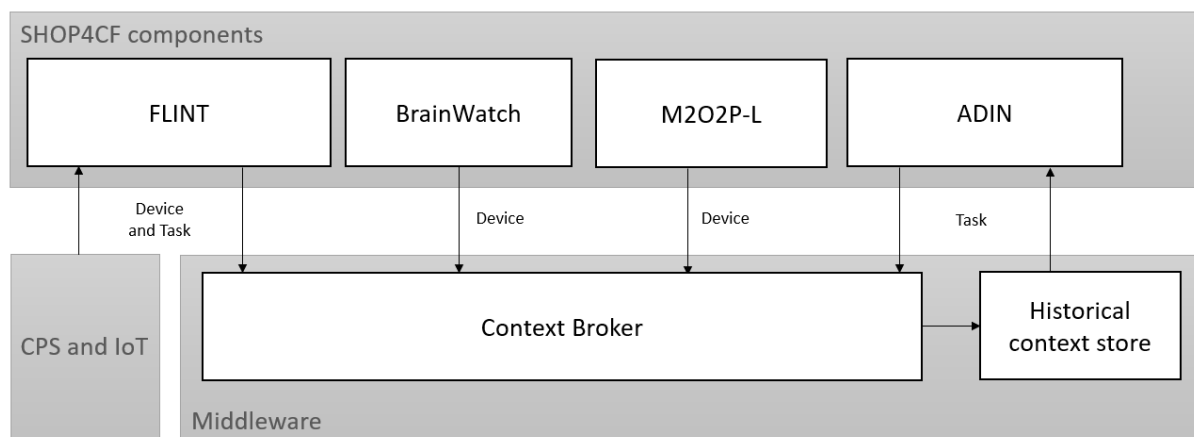 SHOP4CF components
FLINT
BrainWatch
M2O2P-L
ADIN
Device
and Task
Device
Device
Task
CPS and IoT
Context Broker
Historical
context store
Middleware